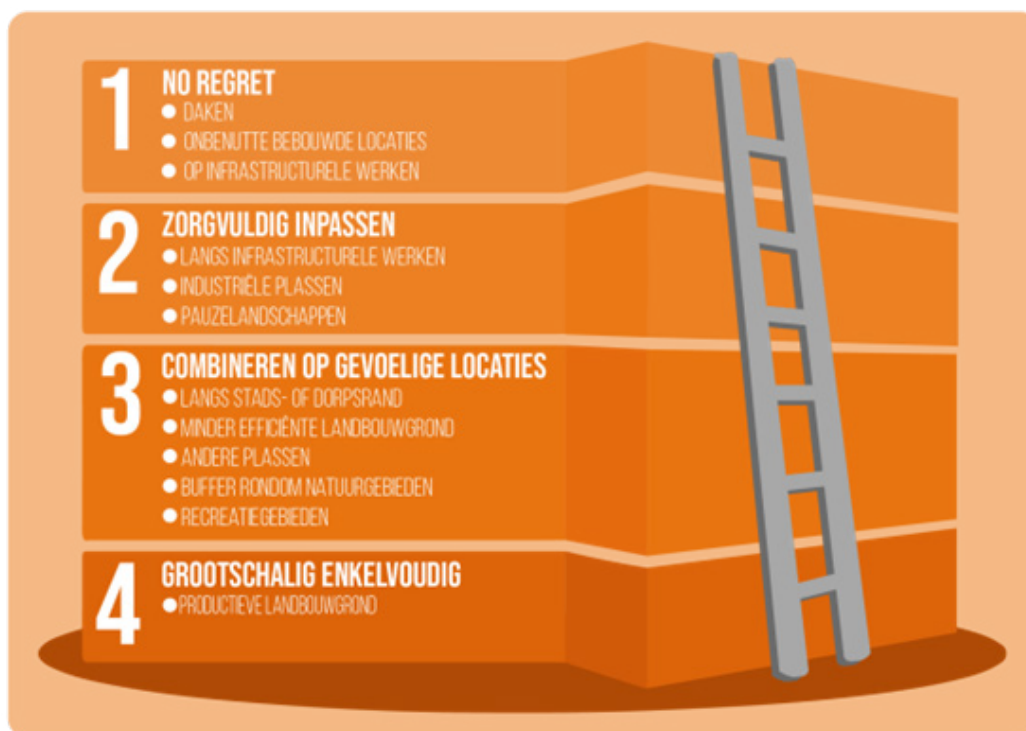 1 NO REGRET
● DAKEN
● ONBENUTTE BEBOUWDE LOCATIES
● OP INFRASTRUCTURELE WERKEN
2 ZORGVULDIG INPASSEN
● LANGS INFRASTRUCTURELE WERKEN
● INDUSTRIËLE PLASSEN
● PAUZELANDSCHAPPEN
3 COMBINEREN OP GEVOELIGE LOCATIES
● LANGS STADS- OF DORPSRAND
● MINDER EFFICIËNTE LANDBOUWGROND
● ANDERE PLASSEN
● BUFFER RONDOM NATUURGEBIEDEN
● RECREATIEGEBIEDEN
4 GROOTSCHALIG ENKELVOUDIG
● PRODUCTIEVE LANDBOUWGROND